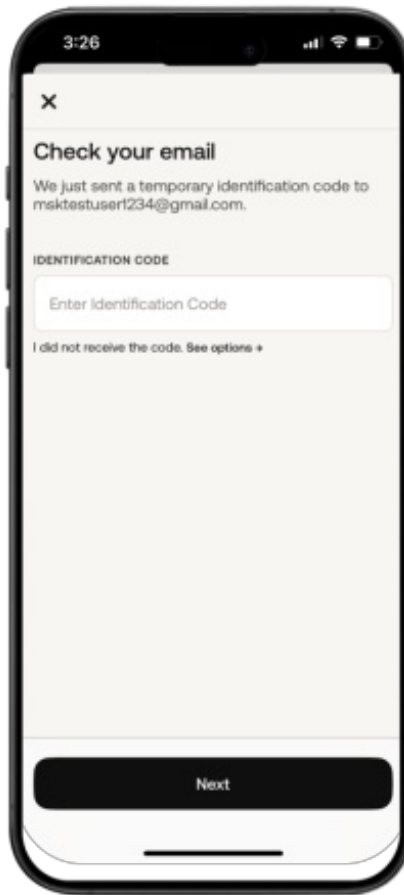 3:26
Check your email
We just sent a temporary identification code to
msktestuser1234@gmail.com.
IDENTIFICATION CODE
Enter Identification Code
I did not receive the code. See options +
Next